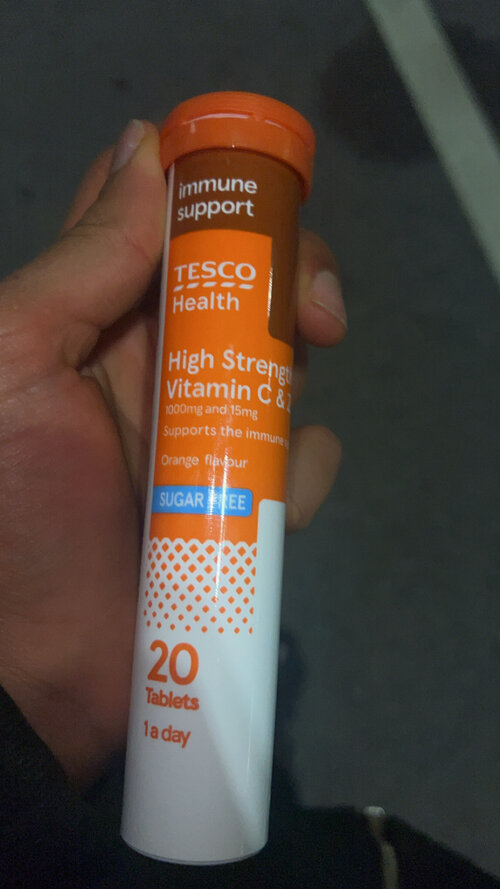 immune
support
TESCO
Health
High Strengt
Vitamin C &
1000mg and 15mg
Supports the immune
Orange flavour
SUGAR FREE
20
Tablets
1 a day